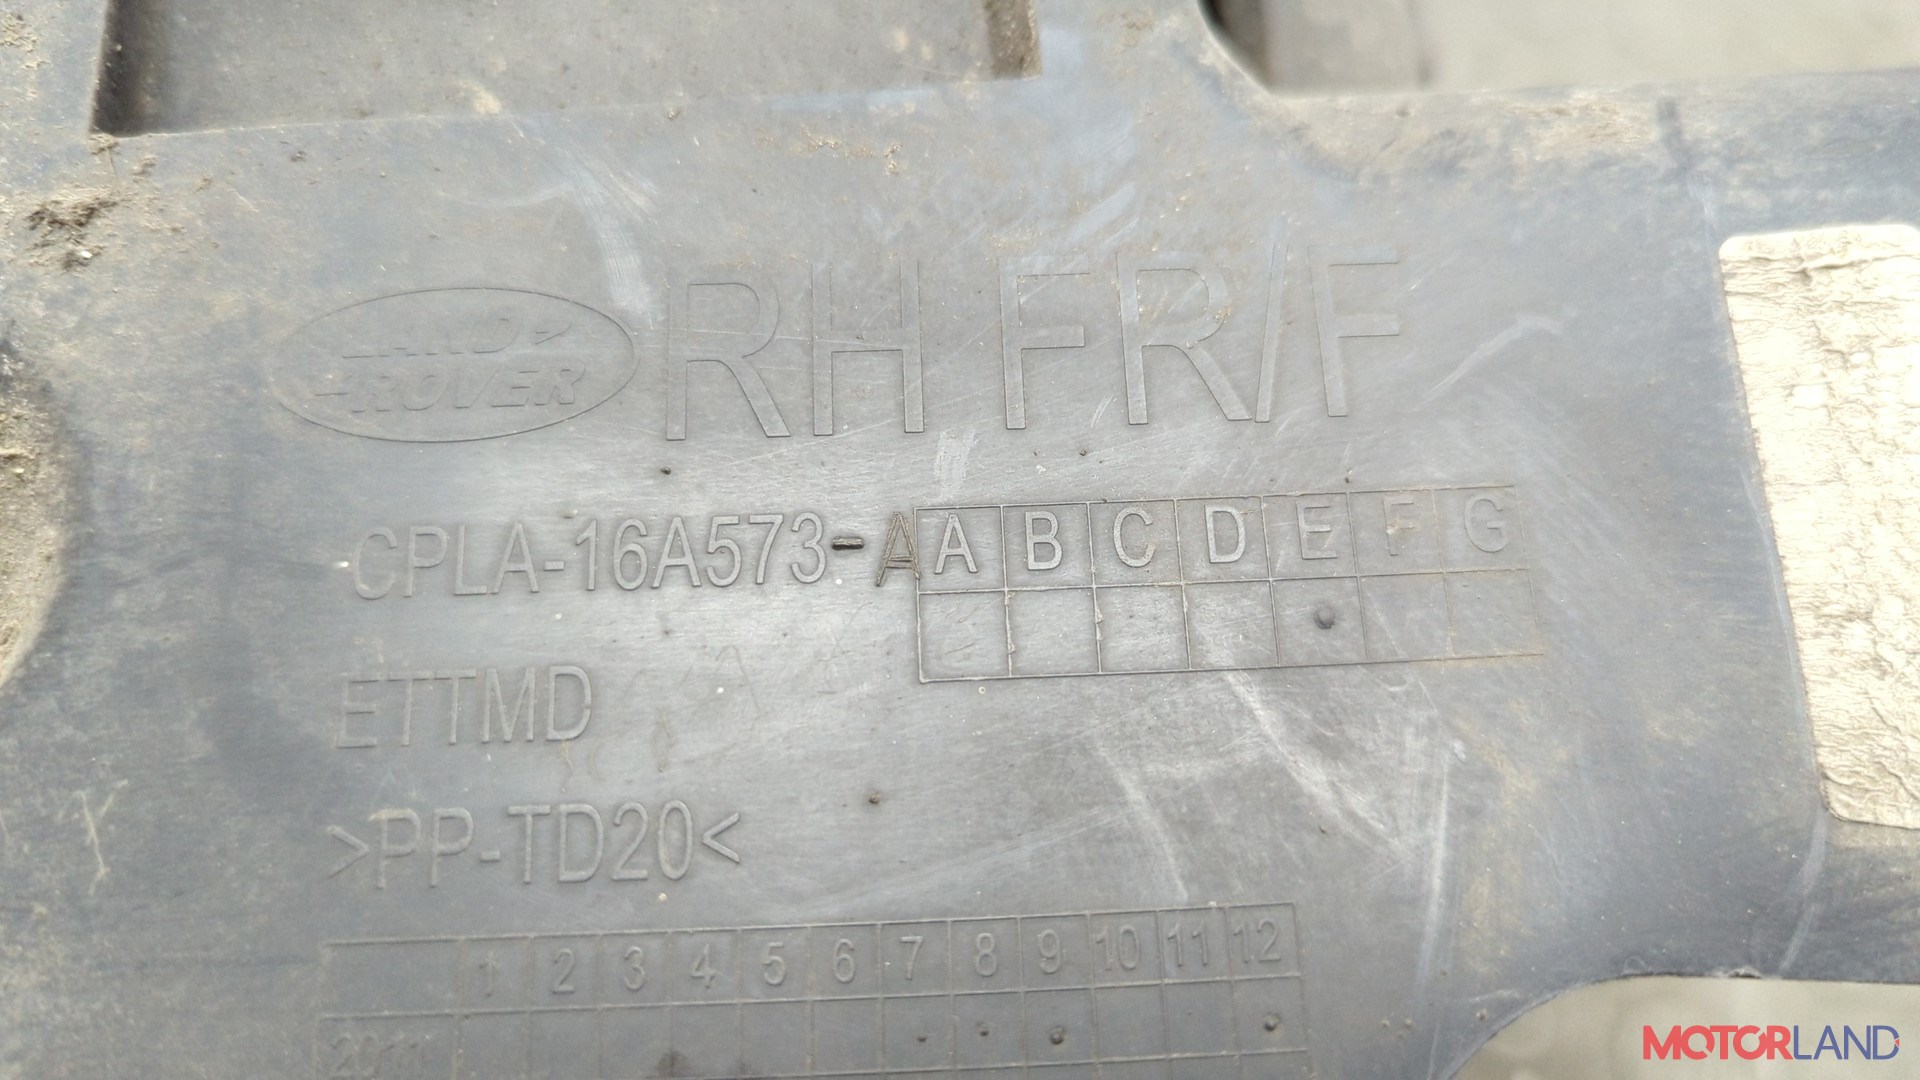 LAND
ROVER
RH FR/F
CPLA-16A573-A A B C D E F G
ETTMD
>PP-TD20<
1 2 3 4 5 6 7 8 9 10 11 12
2011
MOTORLAND